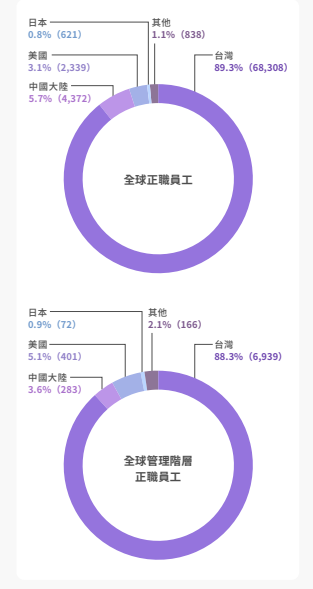 日本
0.8%（621）
其他
1.1%（838）
美國
3.1%（2,339）
台灣
89.3%（68,308）
中國大陸
5.7%（4,372）
全球正職員工
日本
0.9%（72）
其他
2.1%（166）
美國
5.1%（401）
台灣
88.3%（6,939）
中國大陸
3.6%（283）
全球管理階層
正職員工